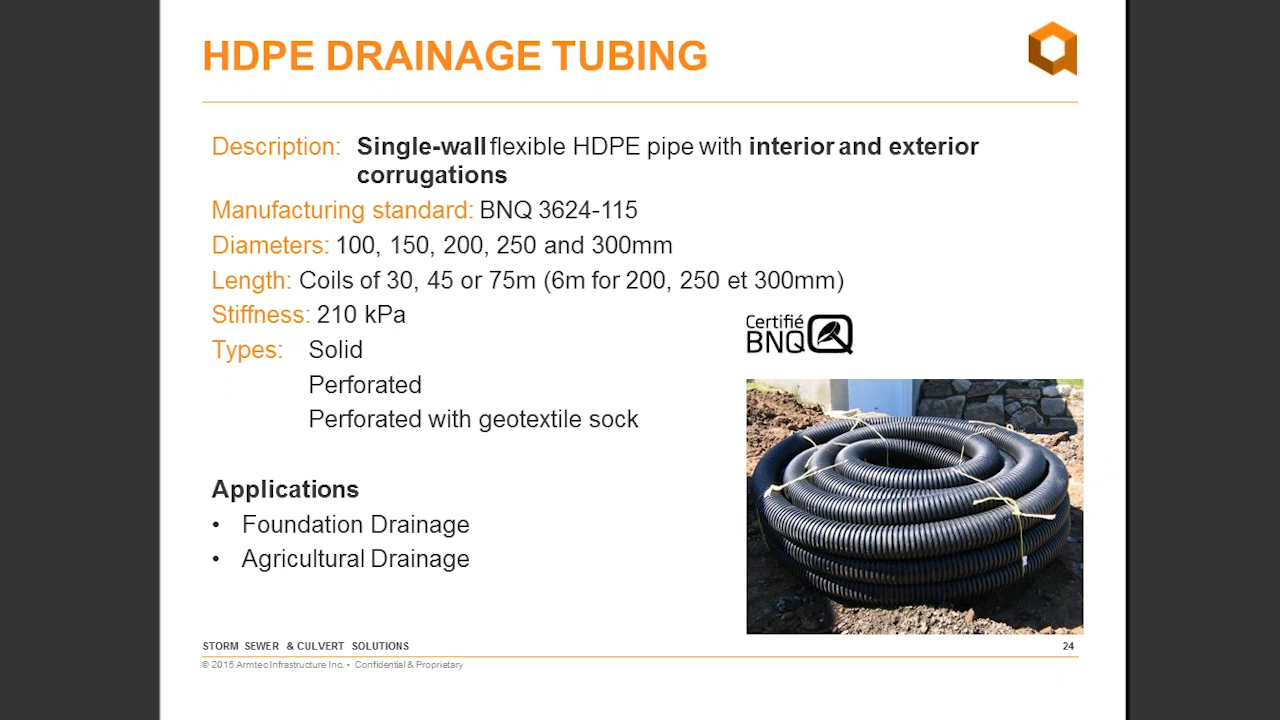 HDPE DRAINAGE TUBING
Description: Single-wall flexible HDPE pipe with interior and exterior
corrugations
Manufacturing standard: BNQ 3624-115
Diameters: 100, 150, 200, 250 and 300mm
Length: Coils of 30, 45 or 75m (6m for 200, 250 et 300mm)
Stiffness: 210 kPa
Types: Solid
Perforated
Perforated with geotextile sock
Certifié
BNQ
Applications
• Foundation Drainage
• Agricultural Drainage
STORM SEWER & CULVERT SOLUTIONS 24
© 2015 Armtec Infrastructure Inc. • Confidential & Proprietary